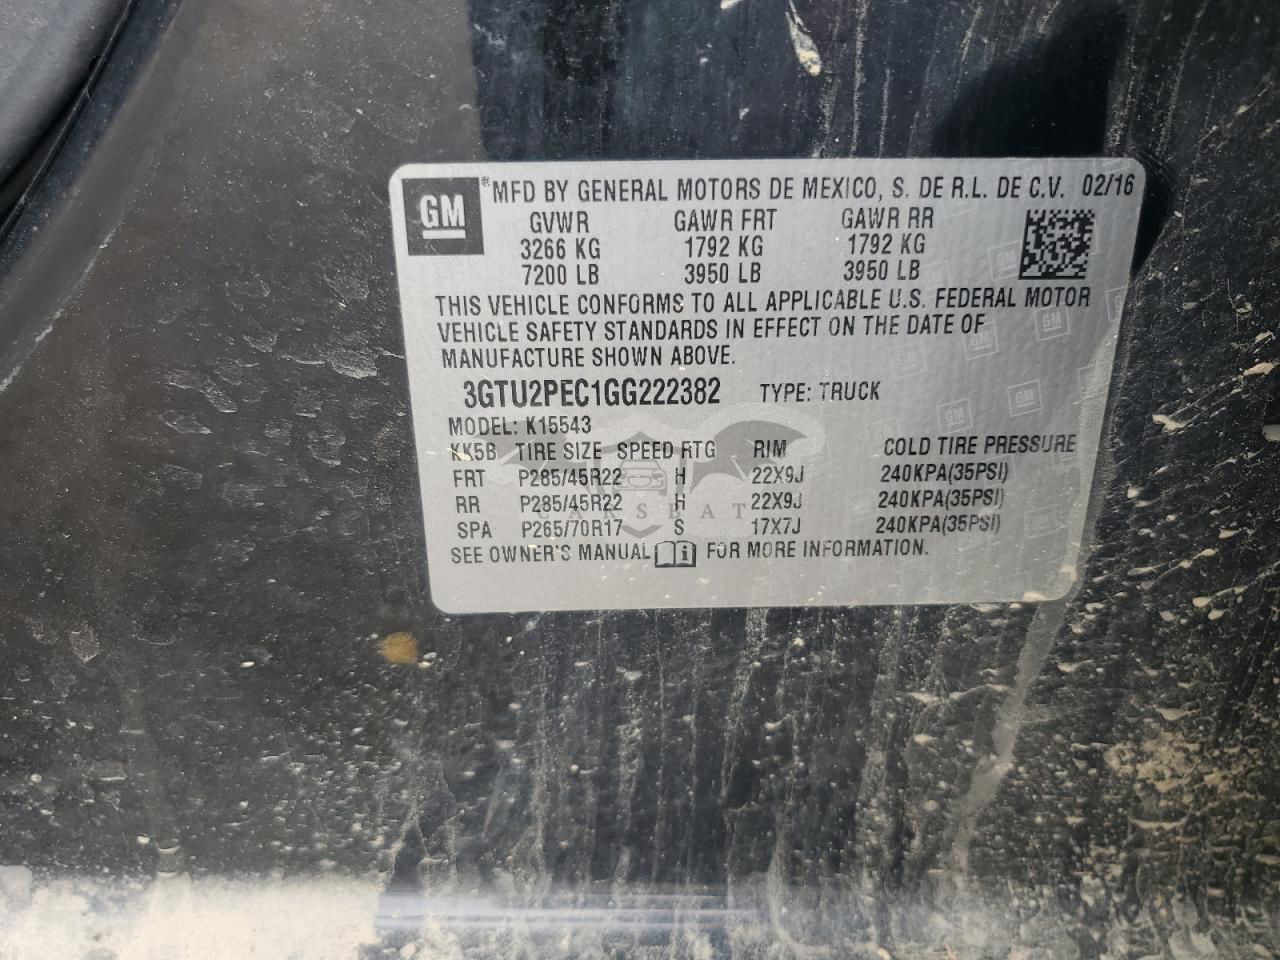 GM
® MFD BY GENERAL MOTORS DE MEXICO, S. DE R.L. DE C.V. 02/16
GVWR GAWR FRT GAWR RR
3266 KG 1792 KG 1792 KG
7200 LB 3950 LB 3950 LB
THIS VEHICLE CONFORMS TO ALL APPLICABLE U.S. FEDERAL MOTOR
VEHICLE SAFETY STANDARDS IN EFFECT ON THE DATE OF
MANUFACTURE SHOWN ABOVE.
3GTU2PEC1GG222382 TYPE: TRUCK
MODEL: K15543
KK5B TIRE SIZE SPEED RTG RIM COLD TIRE PRESSURE
FRT P285/45R22 H 22X9J 240KPA(35PSI)
RR P285/45R22 H 22X9J 240KPA(35PSI)
CARSBAT
SPA P265/70R17 S 17X7J 240KPA(35PSI)
SEE OWNER'S MANUAL FOR MORE INFORMATION.